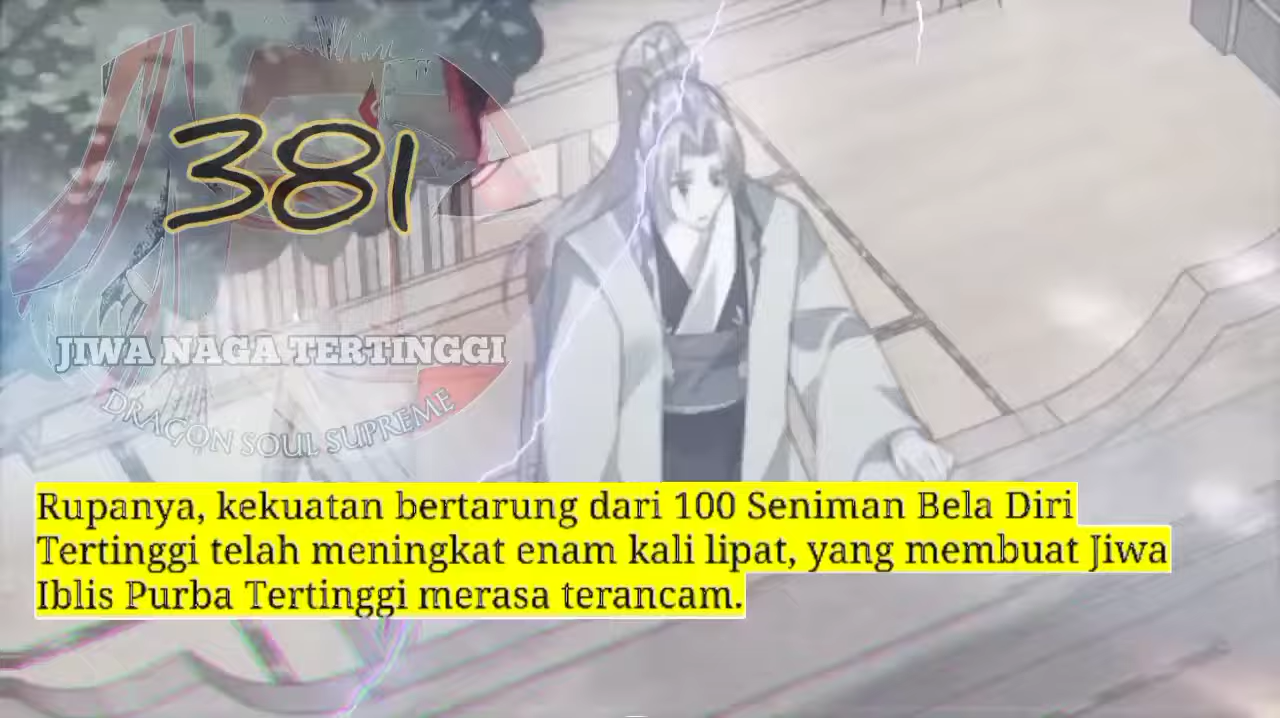 381
JIWA NAGA TERTINGGI
DRAGON SOUL SUPREME
Rupanya, kekuatan bertarung dari 100 Seniman Bela Diri
Tertinggi telah meningkat enam kali lipat, yang membuat Jiwa
Iblis Purba Tertinggi merasa terancam.